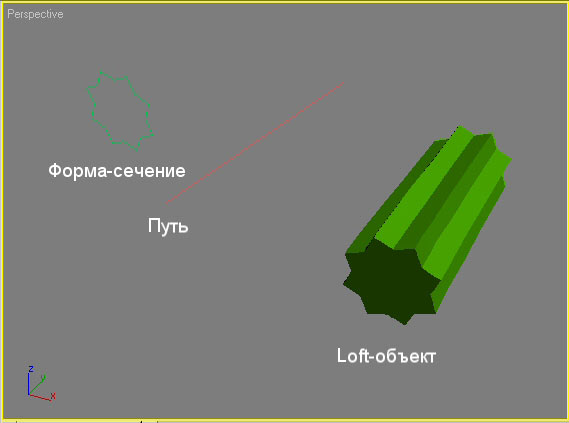 Perspective
Форма-сечение
Путь
Loft-объект
z
y
x